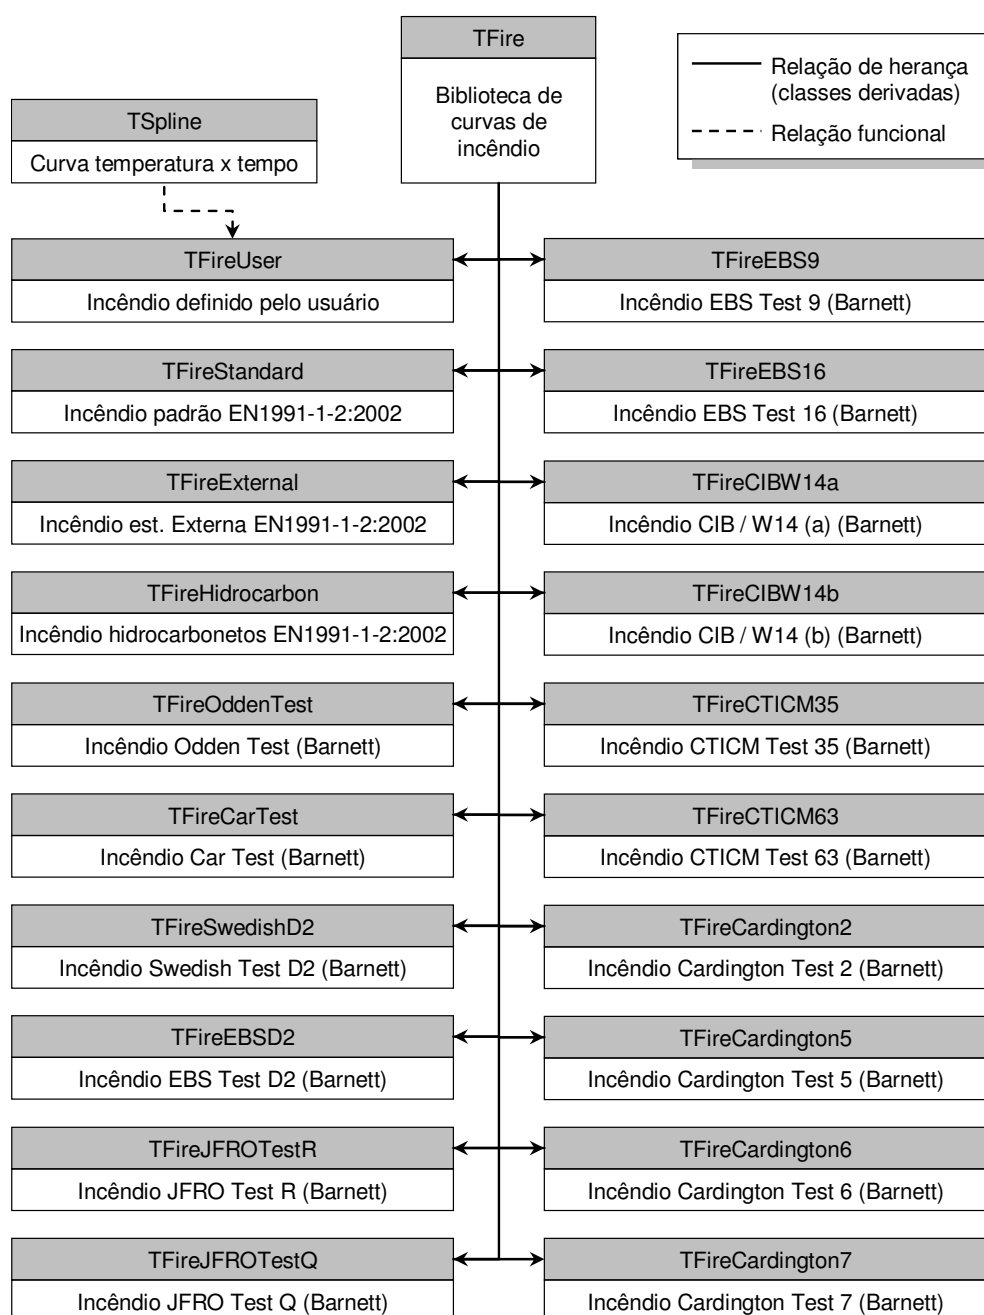 TFire
Biblioteca de
curvas de
incêndio
Relação de herança
(classes derivadas)
Relação funcional
TSpline
Curva temperatura x tempo
TFireUser
Incêndio definido pelo usuário
TFireEBS9
Incêndio EBS Test 9 (Barnett)
TFireStandard
Incêndio padrão EN1991-1-2:2002
TFireEBS16
Incêndio EBS Test 16 (Barnett)
TFireExternal
Incêndio est. Externa EN1991-1-2:2002
TFireCIBW14a
Incêndio CIB / W14 (a) (Barnett)
TFireHidrocarbon
Incêndio hidrocarbonetos EN1991-1-2:2002
TFireCIBW14b
Incêndio CIB / W14 (b) (Barnett)
TFireOddenTest
Incêndio Odden Test (Barnett)
TFireCTICM35
Incêndio CTICM Test 35 (Barnett)
TFireCarTest
Incêndio Car Test (Barnett)
TFireCTICM63
Incêndio CTICM Test 63 (Barnett)
TFireSwedishD2
Incêndio Swedish Test D2 (Barnett)
TFireCardington2
Incêndio Cardington Test 2 (Barnett)
TFireEBSD2
Incêndio EBS Test D2 (Barnett)
TFireCardington5
Incêndio Cardington Test 5 (Barnett)
TFireJFROTestR
Incêndio JFRO Test R (Barnett)
TFireCardington6
Incêndio Cardington Test 6 (Barnett)
TFireJFROTestQ
Incêndio JFRO Test Q (Barnett)
TFireCardington7
Incêndio Cardington Test 7 (Barnett)